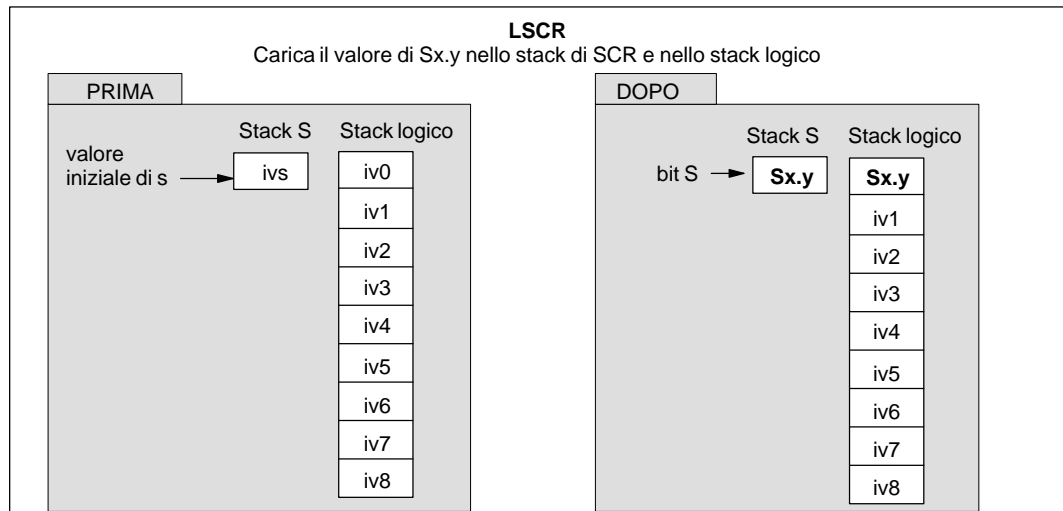 LSCR
Carica il valore di Sx.y nello stack di SCR e nello stack logico
PRIMA
Stack S Stack logico
valore
iniziale di s
ivs
iv0
iv1
iv2
iv3
iv4
iv5
iv6
iv7
iv8
DOPO
Stack S Stack logico
bit S
Sx.y
Sx.y
iv1
iv2
iv3
iv4
iv5
iv6
iv7
iv8